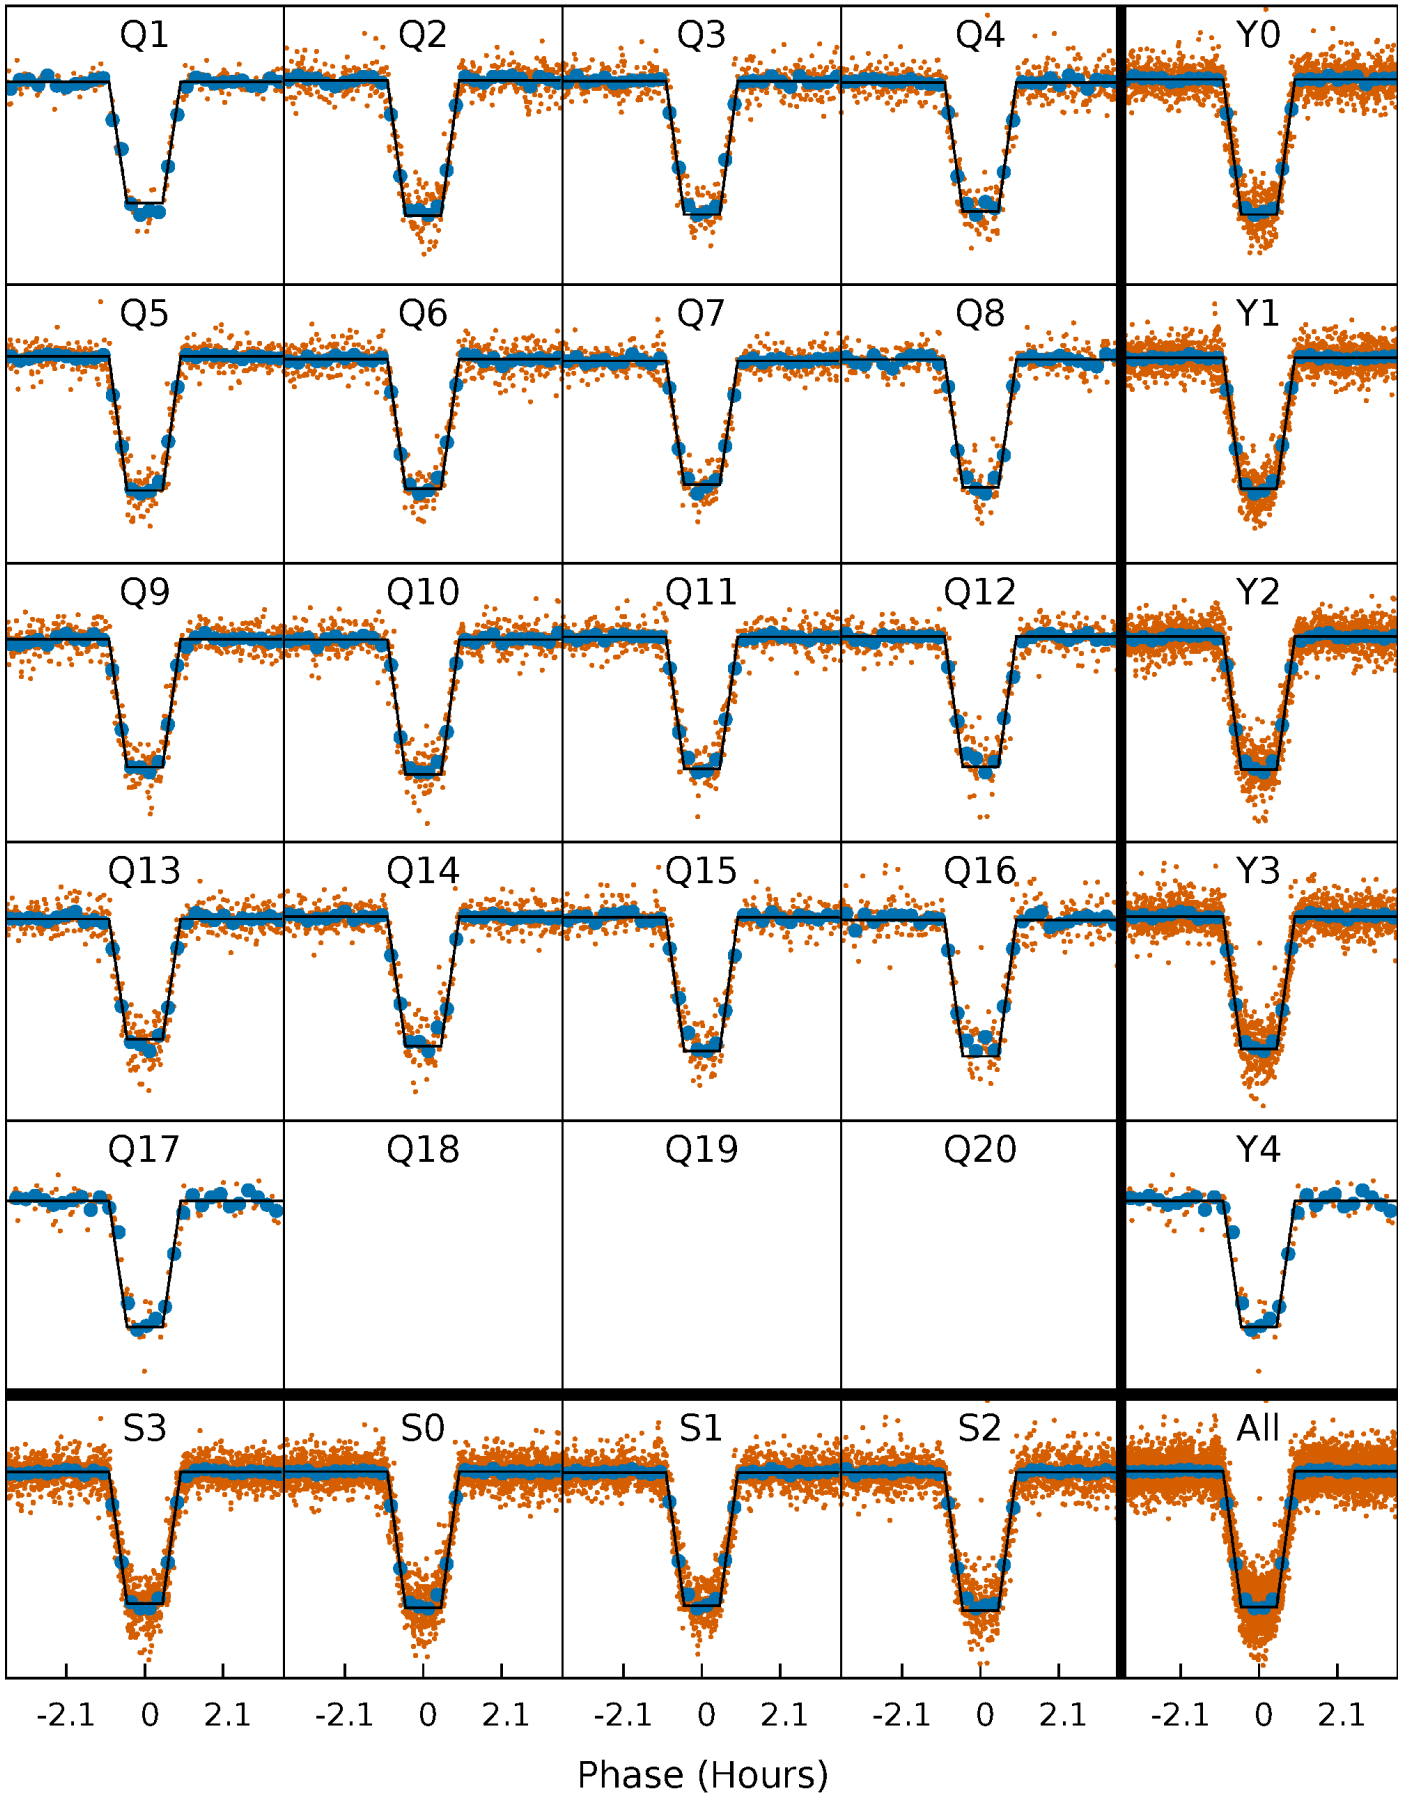 Q1 Q2 Q3 Q4 Y0
Q5 Q6 Q7 Q8 Y1
Q9 Q10 Q11 Q12 Y2
Q13 Q14 Q15 Q16 Y3
Q17 Q18 Q19 Q20 Y4
S3 S0 S1 S2 All
-2.1 0 2.1 -2.1 0 2.1 -2.1 0 2.1 -2.1 0 2.1 -2.1 0 2.1
Phase (Hours)